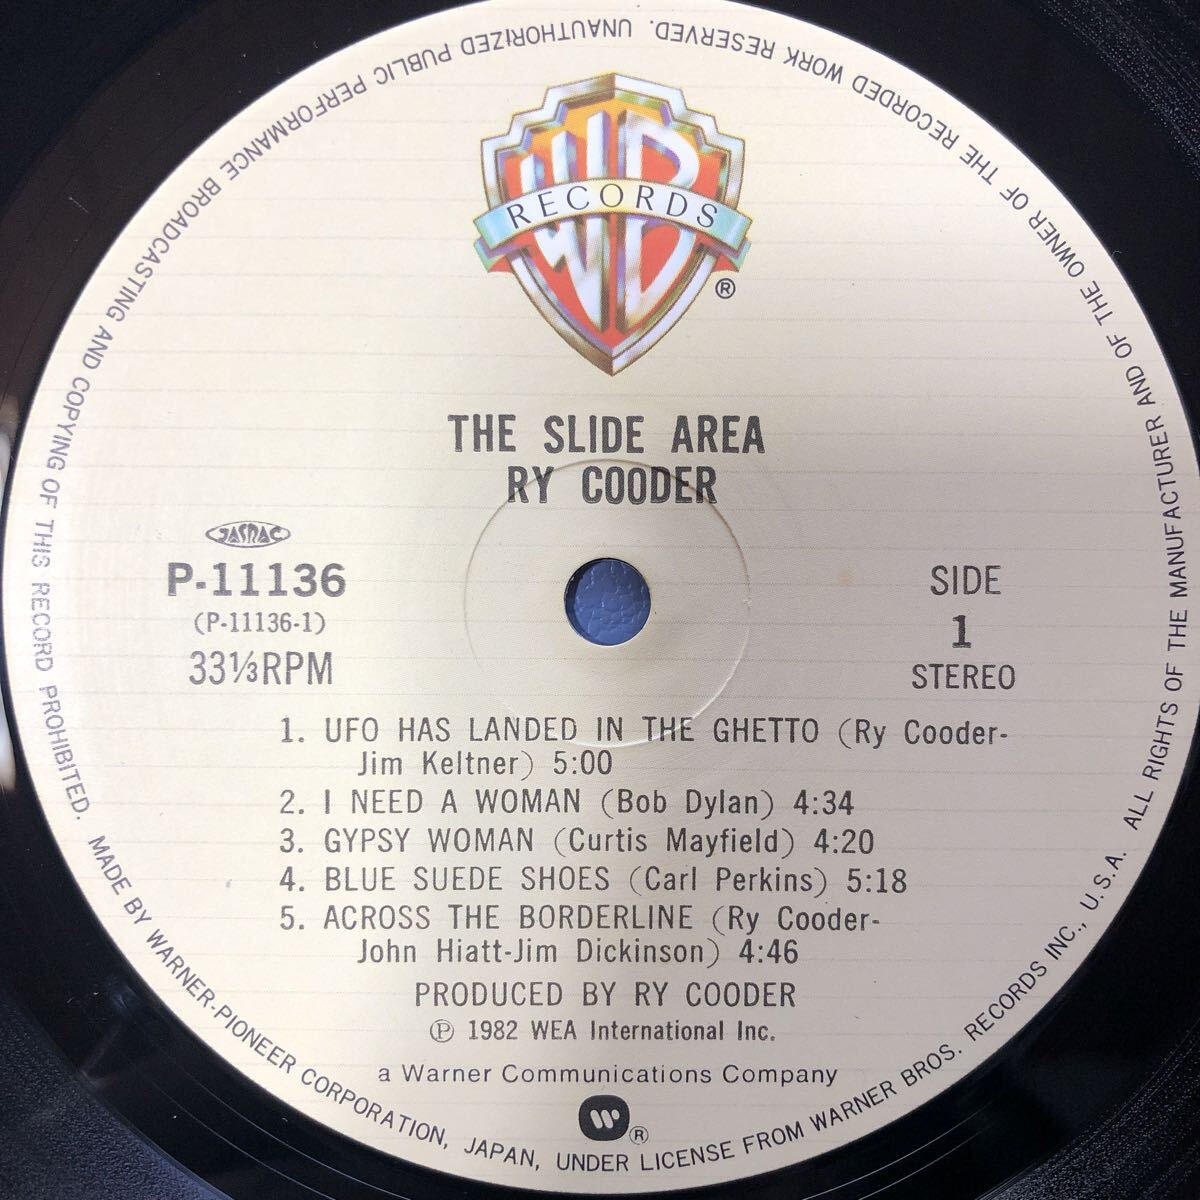 WB
RECORDS
®
THE SLIDE AREA
RY COODER
JASRAC
P-11136
(P-11136-1)
33⅓RPM
SIDE
1
STEREO
1. UFO HAS LANDED IN THE GHETTO (Ry Cooder-
Jim Keltner) 5:00
2. I NEED A WOMAN (Bob Dylan) 4:34
3. GYPSY WOMAN (Curtis Mayfield) 4:20
4. BLUE SUEDE SHOES (Carl Perkins) 5:18
5. ACROSS THE BORDERLINE (Ry Cooder-
John Hiatt-Jim Dickinson) 4:46
PRODUCED BY RY COODER
Ⓟ 1982 WEA International Inc.
a Warner Communications Company
W ®
MADE BY WARNER-PIONEER CORPORATION, JAPAN, UNDER LICENSE FROM WARNER BROS. RECORDS INC., U.S.A. ALL RIGHTS OF THE MANUFACTURER AND OF THE OWNER OF THE RECORDED WORK RESERVED. UNAUTHORIZED PUBLIC PERFORMANCE BROADCASTING AND COPYING OF THIS RECORD PROHIBITED.